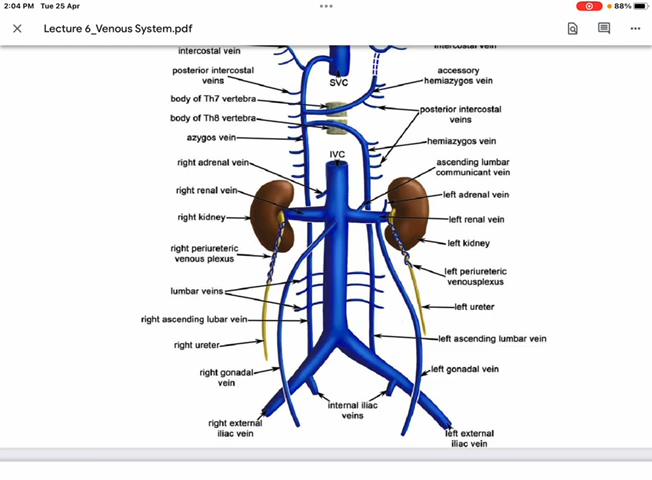 2:04 PM Tue 25 Apr
88%
Lecture 6_Venous System.pdf
intercostal vein
intercostal vein
posterior intercostal
veins
SVC
accessory
hemiazygos vein
body of Th7 vertebra
posterior intercostal
veins
body of Th8 vertebra
azygos vein
hemiazygos vein
IVC
right adrenal vein
ascending lumbar
communicant vein
right renal vein
left adrenal vein
right kidney
left renal vein
left kidney
right periureteric
venous plexus
left periureteric
venousplexus
lumbar veins
left ureter
right ascending lubar vein
left ascending lumbar vein
right ureter
right gonadal
vein
left gonadal vein
internal iliac
veins
right external
iliac vein
left external
iliac vein